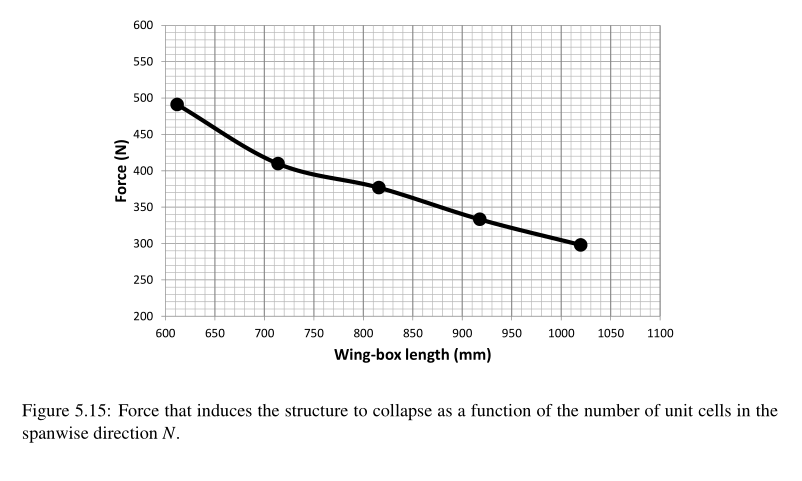 600
550
500
450
400
350
300
250
200
Force (N)
600 650 700 750 800 850 900 950 1000 1050 1100
Wing-box length (mm)
Figure 5.15: Force that induces the structure to collapse as a function of the number of unit cells in the
spanwise direction N.